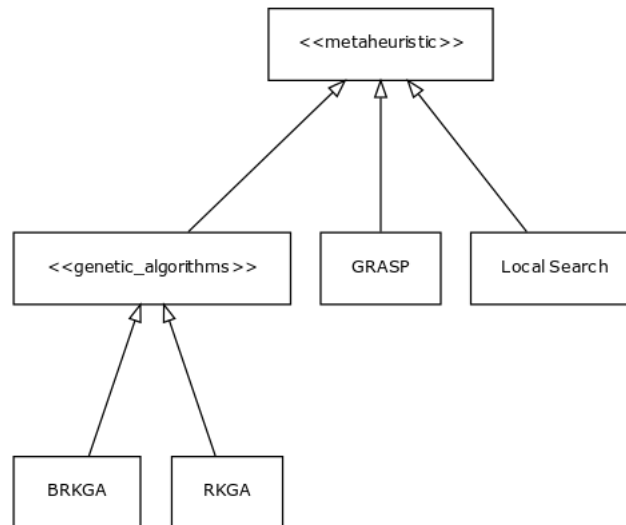 <<metaheuristic>>
<<genetic_algorithms>>
GRASP
Local Search
BRKGA
RKGA